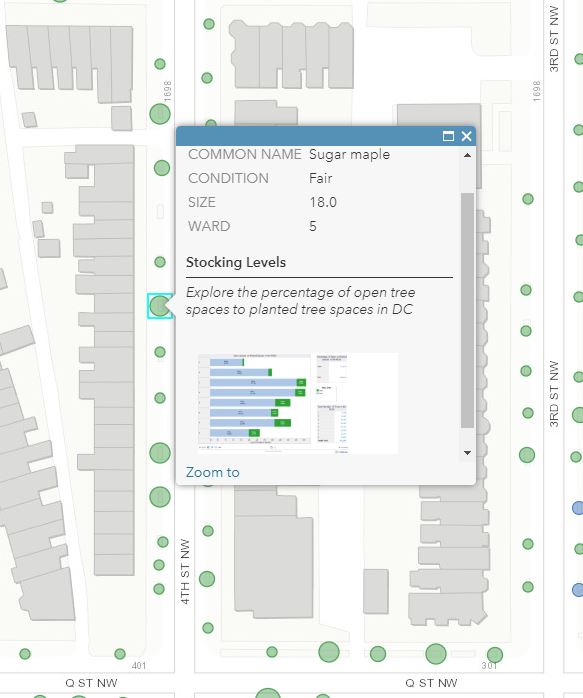 3RD ST NW
1698
1698
COMMON NAME Sugar maple
CONDITION Fair
SIZE 18.0
WARD 5
Stocking Levels
Explore the percentage of open tree
spaces to planted tree spaces in DC
Zoom to
3RD ST NW
4TH ST NW
401
301
Q ST NW
Q ST NW